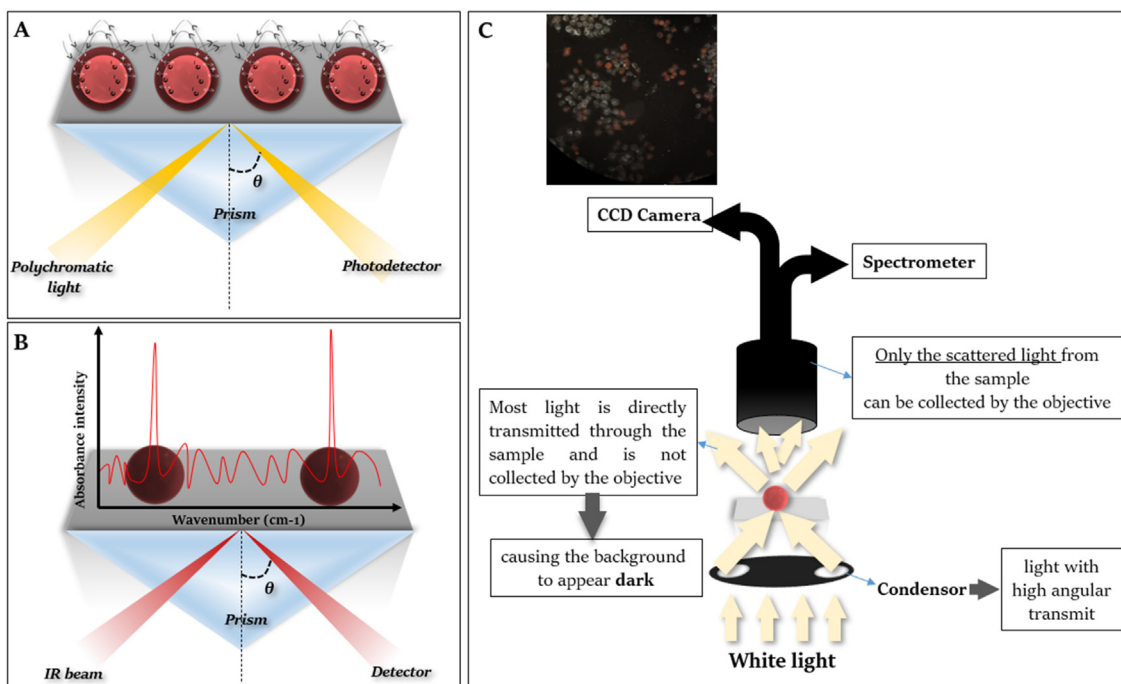 A
θ
Prism
Polychromatic
light
Photodetector
B
Absorbance intensity
Wavenumber (cm-1)
θ
Prism
IR beam
Detector
C
CCD Camera
Spectrometer
Only the scattered light from
the sample
can be collected by the objective
Most light is directly
transmitted through the
sample and is not
collected by the objective
causing the background
to appear dark
Condensor
light with
high angular
transmit
White light